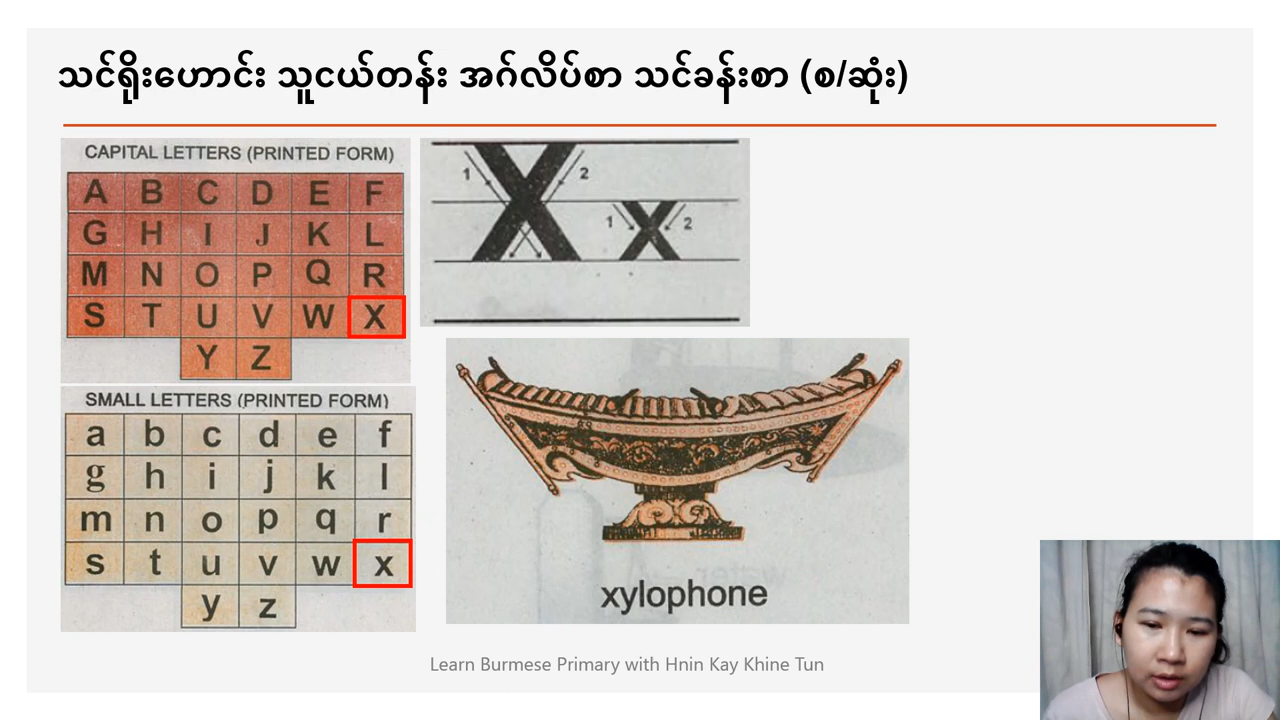 သင်ရိုးဟောင်း သူငယ်တန်း အင်္ဂလိပ်စာ သင်ခန်းစာ (စ/ဆုံး)
CAPITAL LETTERS (PRINTED FORM)
A B C D E F
G H I J K L
M N O P Q R
S T U V W X
Y Z
SMALL LETTERS (PRINTED FORM)
a b c d e f
g h i j k l
m n o p q r
s t u v w x
y z
1 X 2
1 x 2
xylophone
Learn Burmese Primary with Hnin Kay Khine Tun